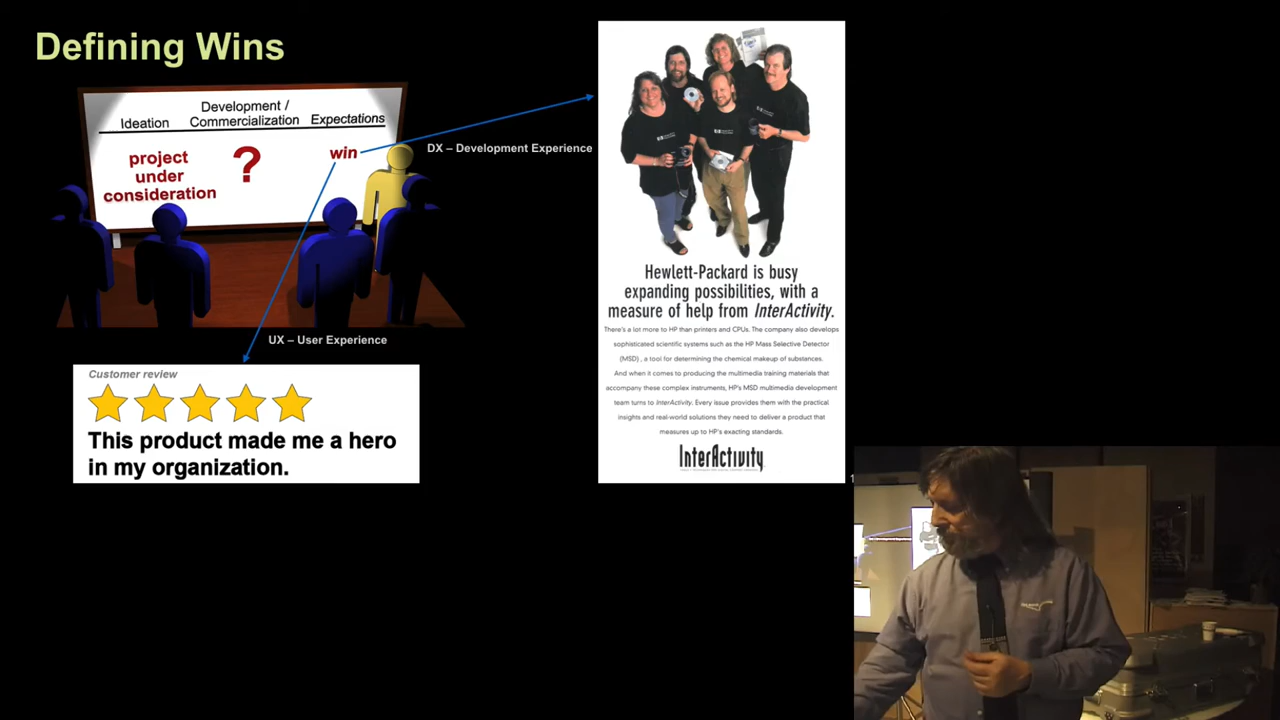 Defining Wins
Ideation
Development /
Commercialization
Expectations
project
under
consideration
?
win
DX – Development Experience
UX – User Experience
Customer review
This product made me a hero
in my organization.
Hewlett-Packard is busy
expanding possibilities, with a
measure of help from InterActivity.
There's a lot more to HP than printers and CPUs. The company also develops
sophisticated scientific systems such as the HP Mass Selective Detector
(MSD) , a tool for determining the chemical makeup of substances.
And when it comes to producing the multimedia training materials that
accompany these complex instruments, HP's MSD multimedia development
team turns to InterActivity. Every issue provides them with the practical
insights and real-world solutions they need to deliver a product that
measures up to HP's exacting standards.
InterActivity